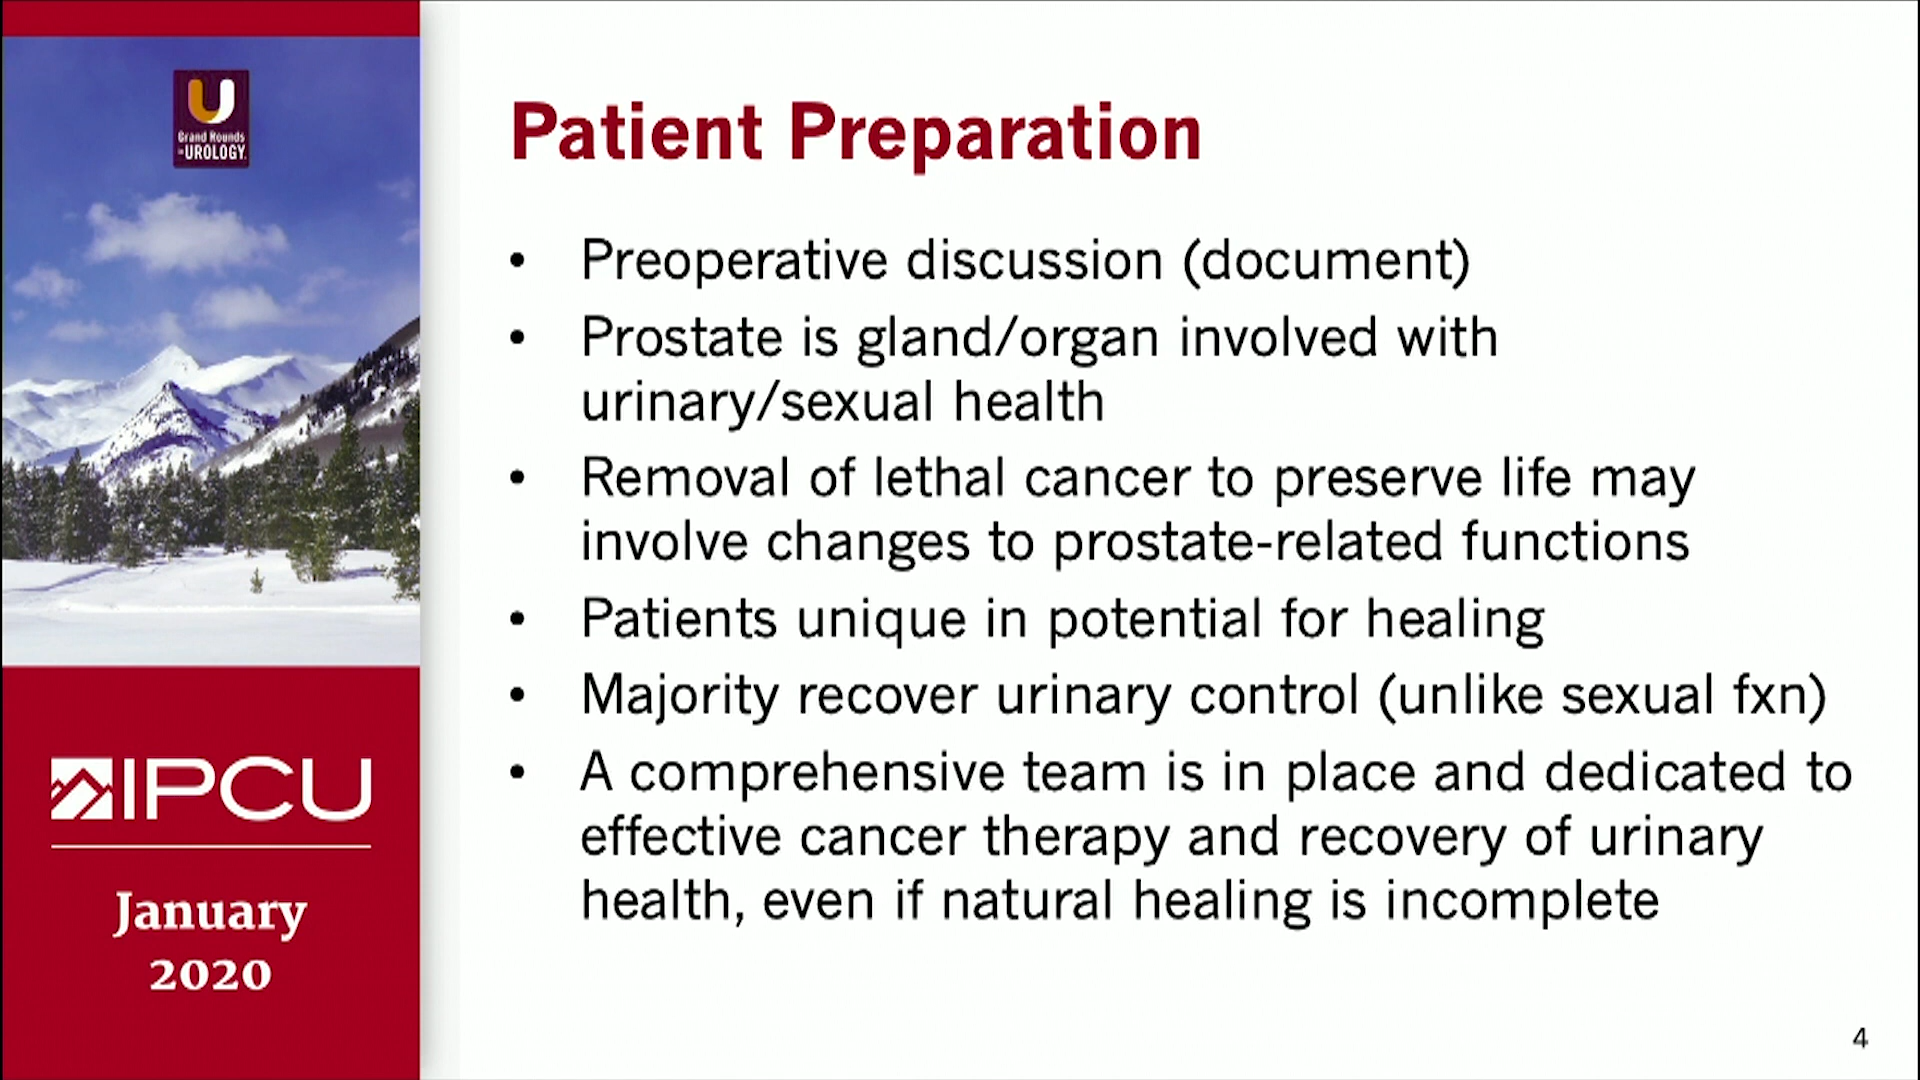 Grand Rounds
in UROLOGY
Patient Preparation
• Preoperative discussion (document)
• Prostate is gland/organ involved with
urinary/sexual health
• Removal of lethal cancer to preserve life may
involve changes to prostate-related functions
• Patients unique in potential for healing
• Majority recover urinary control (unlike sexual fxn)
• A comprehensive team is in place and dedicated to
effective cancer therapy and recovery of urinary
health, even if natural healing is incomplete
IPCU
January
2020
4